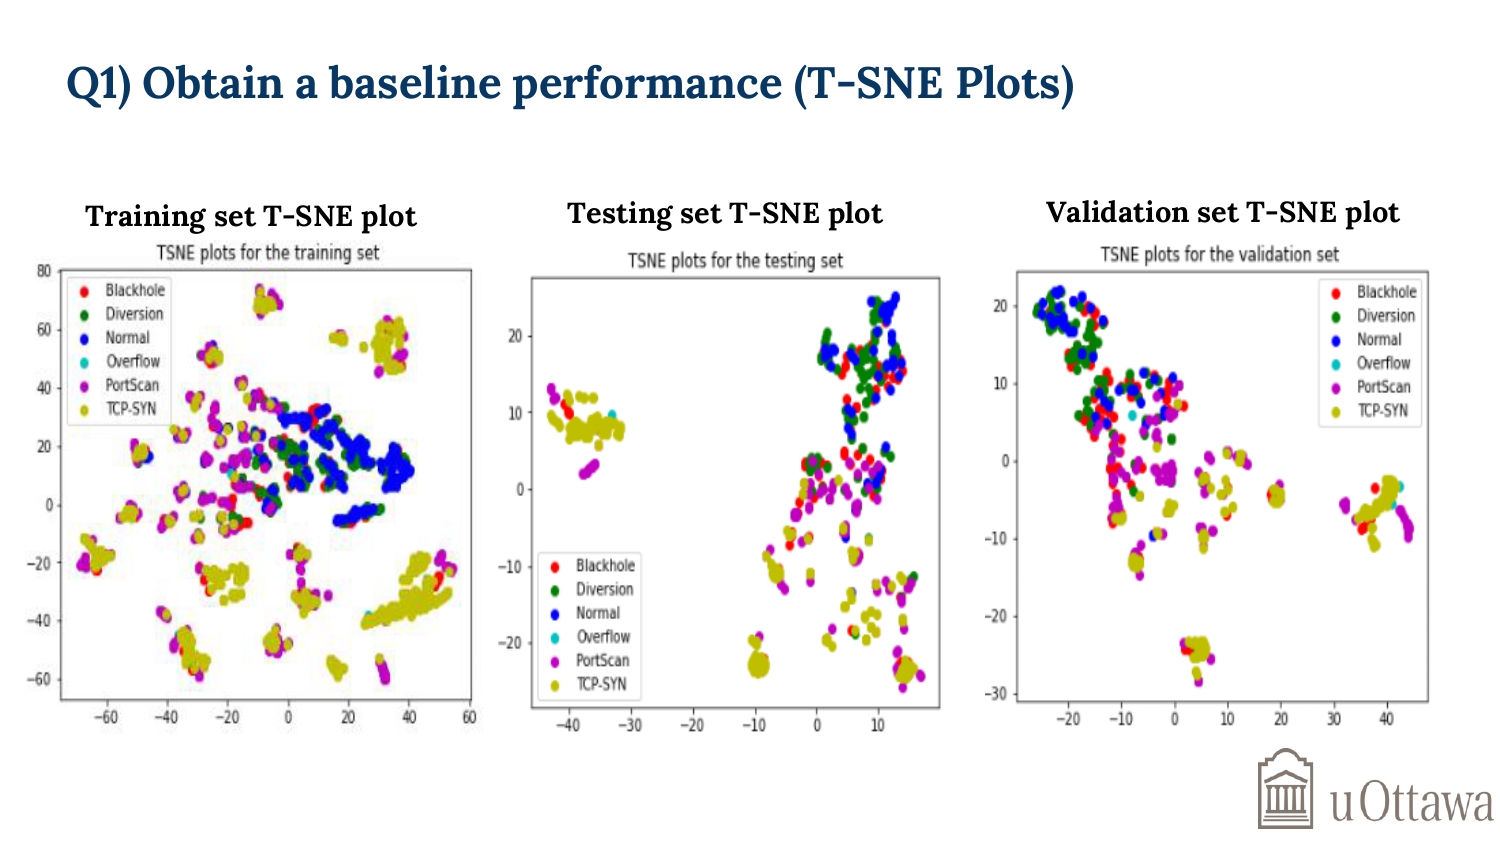 Q1) Obtain a baseline performance (T-SNE Plots)
Training set T-SNE plot
TSNE plots for the training set
80
60
40
20
0
−20
−40
−60
−60 −40 −20 0 20 40 60
Blackhole
Diversion
Normal
Overflow
PortScan
TCP-SYN
Testing set T-SNE plot
TSNE plots for the testing set
20
10
0
−10
−20
−40 −30 −20 −10 0 10
Blackhole
Diversion
Normal
Overflow
PortScan
TCP-SYN
Validation set T-SNE plot
TSNE plots for the validation set
20
10
0
−10
−20
−30
−20 −10 0 10 20 30 40
Blackhole
Diversion
Normal
Overflow
PortScan
TCP-SYN
uOttawa